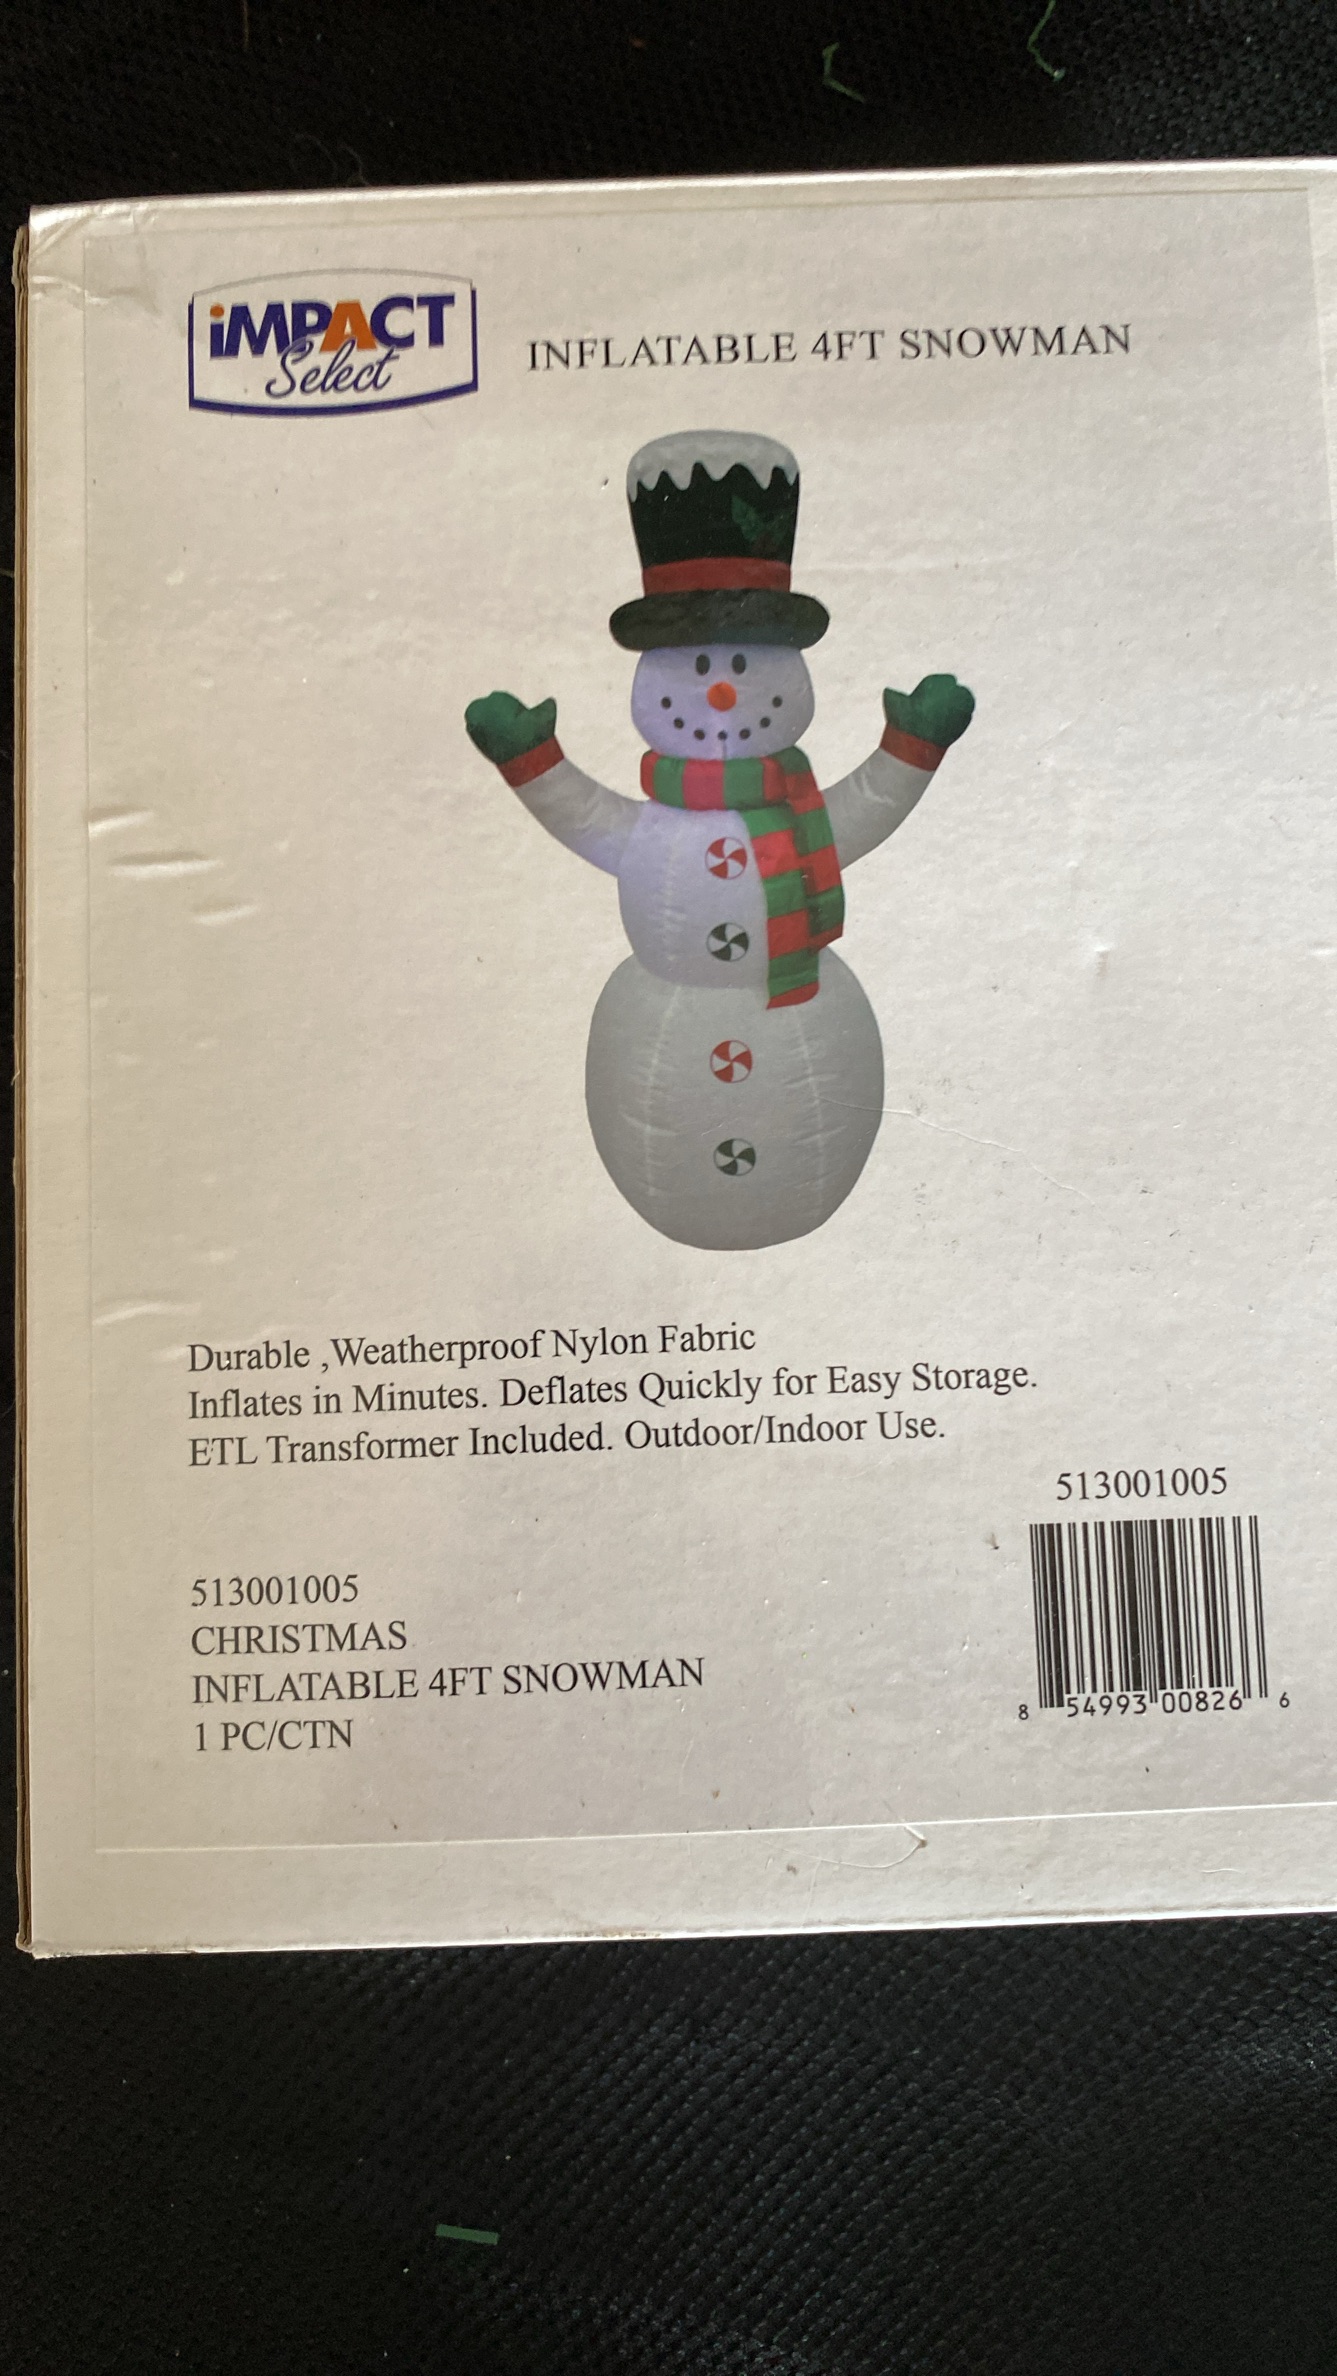 iMPACT
Select
INFLATABLE 4FT SNOWMAN
Durable ,Weatherproof Nylon Fabric
Inflates in Minutes. Deflates Quickly for Easy Storage.
ETL Transformer Included. Outdoor/Indoor Use.
513001005
8 54993 00826 6
513001005
CHRISTMAS
INFLATABLE 4FT SNOWMAN
1 PC/CTN